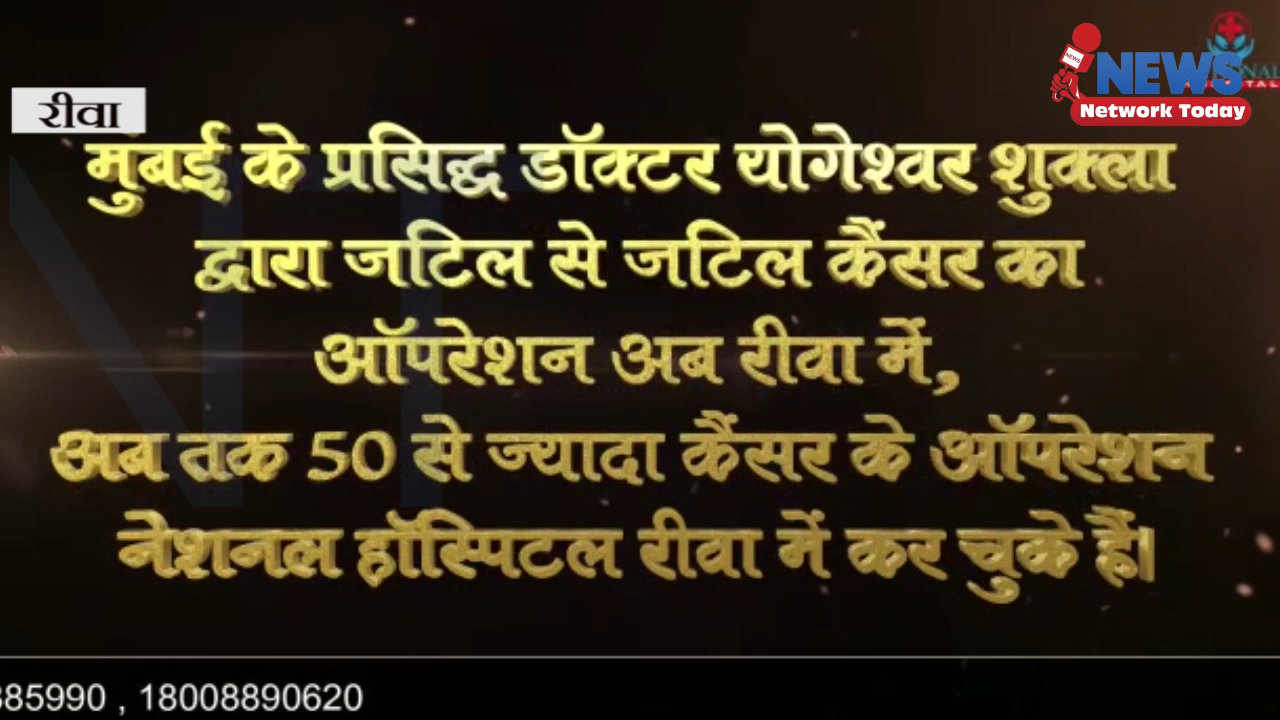 रीवा
NEWS
NEWS
Network Today
मुंबई के प्रसिद्ध डॉक्टर योगेश्वर शुक्ला
द्वारा जटिल से जटिल कैंसर का
ऑपरेशन अब रीवा में,
अब तक 50 से ज्यादा कैंसर के ऑपरेशन
नेशनल हॉस्पिटल रीवा में कर चुके हैं।
385990 , 18008890620